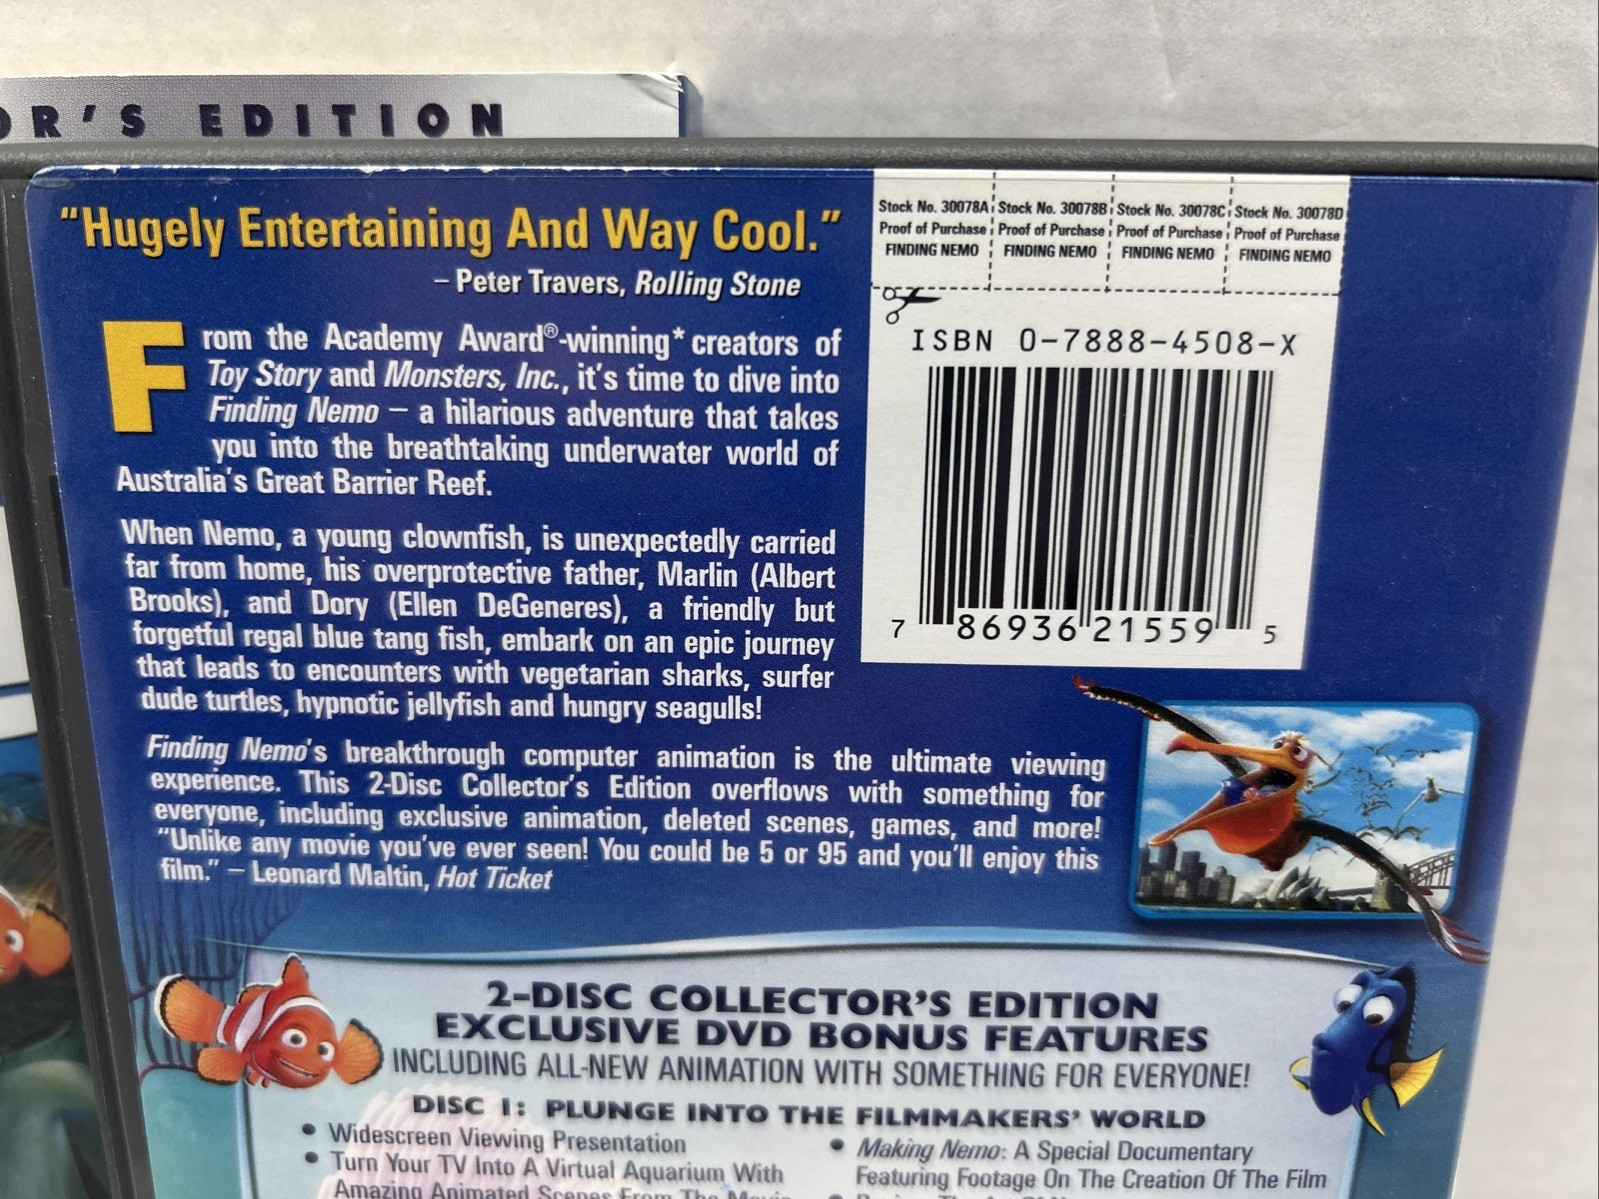 OR'S EDITION
"Hugely Entertaining And Way Cool."
– Peter Travers, Rolling Stone
From the Academy Award®-winning* creators of
Toy Story and Monsters, Inc., it's time to dive into
Finding Nemo – a hilarious adventure that takes
you into the breathtaking underwater world of
Australia's Great Barrier Reef.
When Nemo, a young clownfish, is unexpectedly carried
far from home, his overprotective father, Marlin (Albert
Brooks), and Dory (Ellen DeGeneres), a friendly but
forgetful regal blue tang fish, embark on an epic journey
that leads to encounters with vegetarian sharks, surfer
dude turtles, hypnotic jellyfish and hungry seagulls!
Finding Nemo's breakthrough computer animation is the ultimate viewing
experience. This 2-Disc Collector's Edition overflows with something for
everyone, including exclusive animation, deleted scenes, games, and more!
"Unlike any movie you've ever seen! You could be 5 or 95 and you'll enjoy this
film." – Leonard Maltin, Hot Ticket
Stock No. 30078A Stock No. 30078B Stock No. 30078C Stock No. 30078D
Proof of Purchase Proof of Purchase Proof of Purchase Proof of Purchase
FINDING NEMO FINDING NEMO FINDING NEMO FINDING NEMO
ISBN 0-7888-4508-X
7 86936 21559 5
2-DISC COLLECTOR'S EDITION
EXCLUSIVE DVD BONUS FEATURES
INCLUDING ALL-NEW ANIMATION WITH SOMETHING FOR EVERYONE!
DISC 1: PLUNGE INTO THE FILMMAKERS' WORLD
• Widescreen Viewing Presentation
• Turn Your TV Into A Virtual Aquarium With
Amazing Animated Scenes From The Movie
• Making Nemo: A Special Documentary
Featuring Footage On The Creation Of The Film